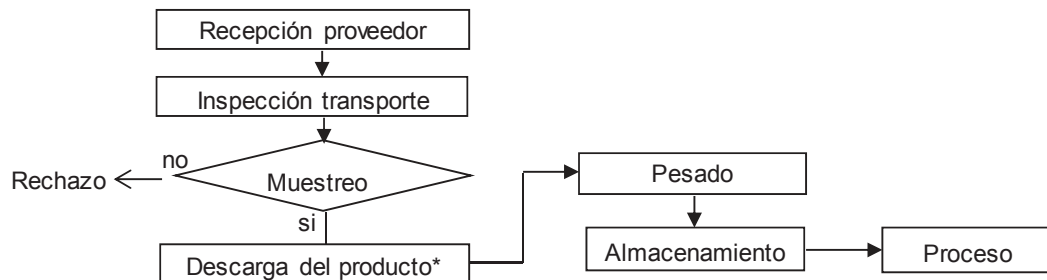 Recepción proveedor
Inspección transporte
no
Rechazo
Muestreo
si
Descarga del producto*
Pesado
Almacenamiento
Proceso